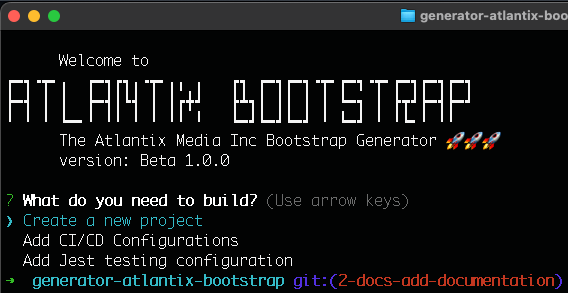 generator-atlantix-boo
Welcome to
ATLANTIX BOOTSTRAP
The Atlantix Media Inc Bootstrap Generator 🚀🚀🚀
version: Beta 1.0.0
? What do you need to build? (Use arrow keys)
❯ Create a new project
Add CI/CD Configurations
Add Jest testing configuration
➜ generator-atlantix-bootstrap git:(2-docs-add-documentation)